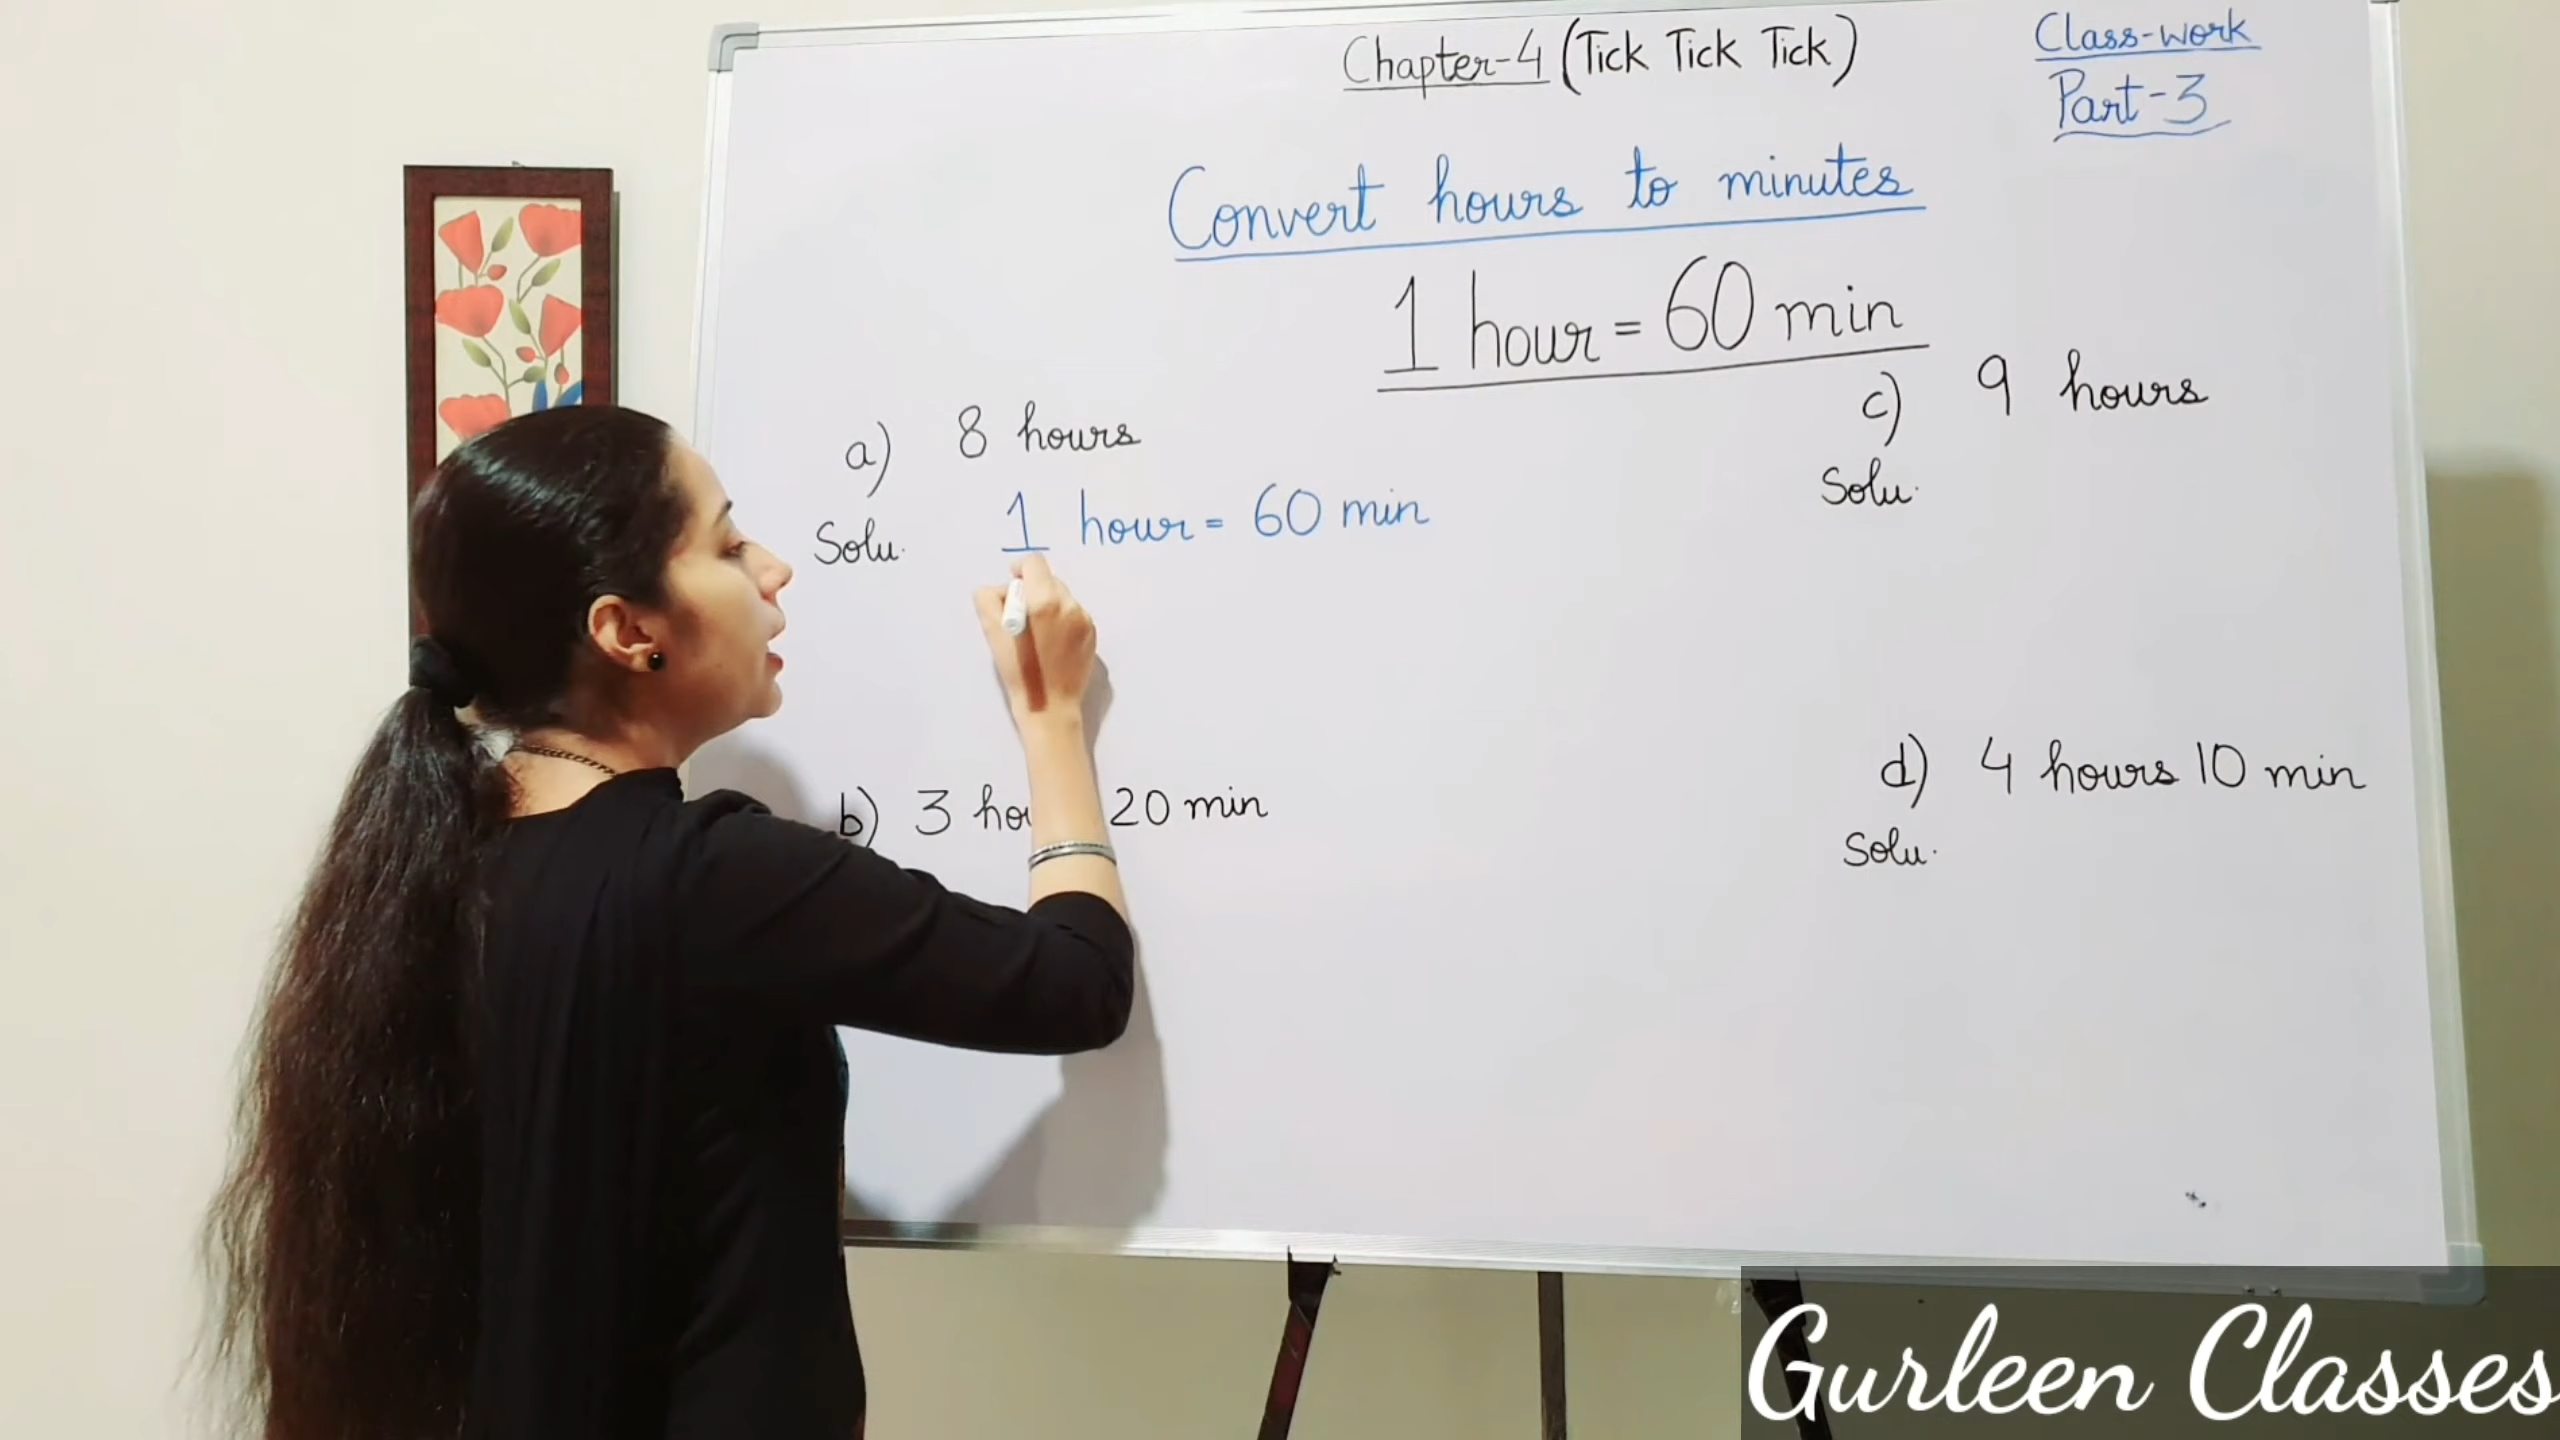 Chapter-4 (Tick Tick Tick)
Class-work
Part-3
Convert hours to minutes
1 hour = 60 min
a) 8 hours
Solu. 1 hour = 60 min
b) 3 20 min
c) 9 hours
Solu.
d) 4 hours 10 min
Solu.
Gurleen Classes